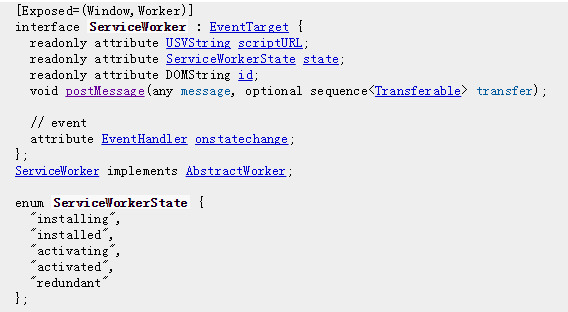 [Exposed=(Window,Worker)]
interface ServiceWorker : EventTarget {
readonly attribute USVString scriptURL;
readonly attribute ServiceWorkerState state;
readonly attribute DOMString id;
void postMessage(any message, optional sequence<Transferable> transfer);
// event
attribute EventHandler onstatechange;
};
ServiceWorker implements AbstractWorker;
enum ServiceWorkerState {
"installing",
"installed",
"activating",
"activated",
"redundant"
};